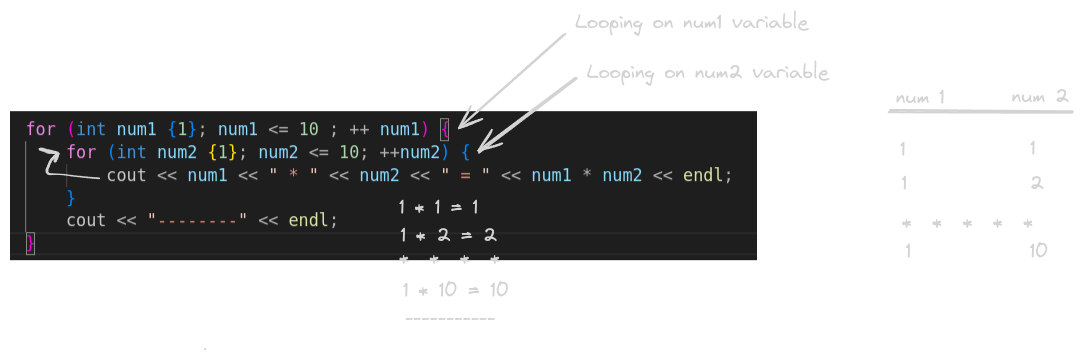 Looping on num1 variable
Looping on num2 variable
num 1 num 2
for (int num1 {1}; num1 <= 10 ; ++ num1) {
for (int num2 {1}; num2 <= 10; ++num2) {
cout << num1 << " * " << num2 << " = " << num1 * num2 << endl;
}
cout << "--------" << endl;
}
1 * 1 = 1
1 * 2 = 2
* * * *
1 * 10 = 10
-----------
1 1
1 2
* * * * *
1 10